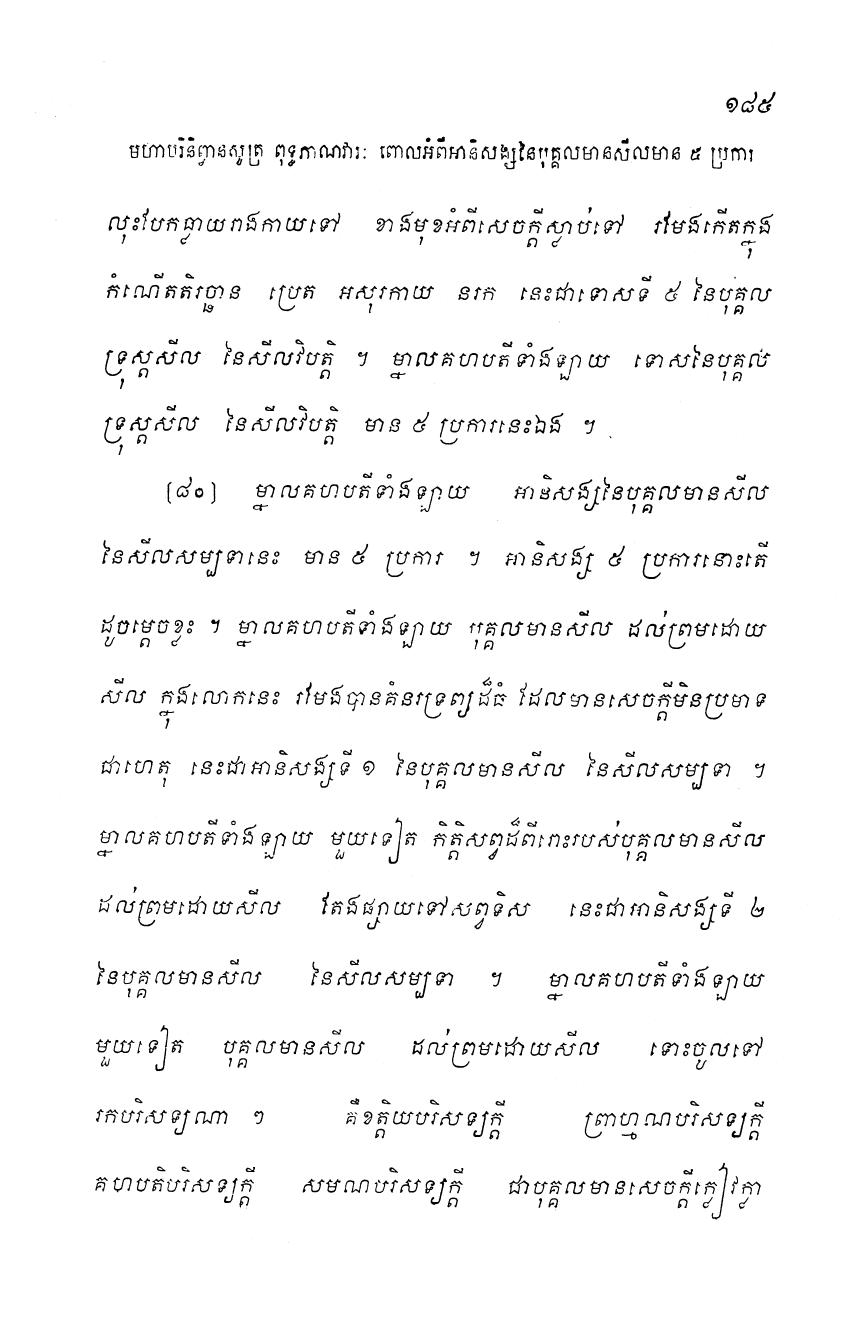 ១៨៥
មហាបរិនិព្វានសូត្រ ពុទ្ធភាណវារៈ ពោលអំពីអានិសង្សនៃបុគ្គលមានសីលមាន ៥ ប្រការ
លុះបែកធ្លាយរាងកាយទៅ ខាងមុខអំពីសេចក្តីស្លាប់ទៅ រមែងកើតក្នុង
កំណើតតិរច្ឆាន ប្រេត អសុរកាយ នរក នេះជាទោសទី ៥ នៃបុគ្គល
ទ្រុស្តសីល នៃសីលវិបត្តិ ។ ម្នាលគហបតីទាំងឡាយ ទោសនៃបុគ្គល
ទ្រុស្តសីល នៃសីលវិបត្តិ មាន ៥ ប្រការនេះឯង ។
(៨០) ម្នាលគហបតីទាំងឡាយ អានិសង្សនៃបុគ្គលមានសីល
នៃសីលសម្បទានេះ មាន ៥ ប្រការ ។ អានិសង្ស ៥ ប្រការនោះតើ
ដូចម្តេចខ្លះ ។ ម្នាលគហបតីទាំងឡាយ បុគ្គលមានសីល ដល់ព្រមដោយ
សីល ក្នុងលោកនេះ រមែងបានគំនរទ្រព្យដ៏ធំ ដែលមានសេចក្តីមិនប្រមាទ
ជាហេតុ នេះជាអានិសង្សទី ១ នៃបុគ្គលមានសីល នៃសីលសម្បទា ។
ម្នាលគហបតីទាំងឡាយ មួយទៀត កិត្តិសព្ទដ៏ពីរោះរបស់បុគ្គលមានសីល
ដល់ព្រមដោយសីល តែងផ្សាយទៅសព្វទិស នេះជាអានិសង្សទី ២
នៃបុគ្គលមានសីល នៃសីលសម្បទា ។ ម្នាលគហបតីទាំងឡាយ
មួយទៀត បុគ្គលមានសីល ដល់ព្រមដោយសីល ទោះចូលទៅ
រកបរិសទ្យណា ៗ គឺខត្តិយបរិសទ្យក្តី ព្រាហ្មណបរិសទ្យក្តី
គហបតិបរិសទ្យក្តី សមណបរិសទ្យក្តី ជាបុគ្គលមានសេចក្តីក្លៀវក្លា